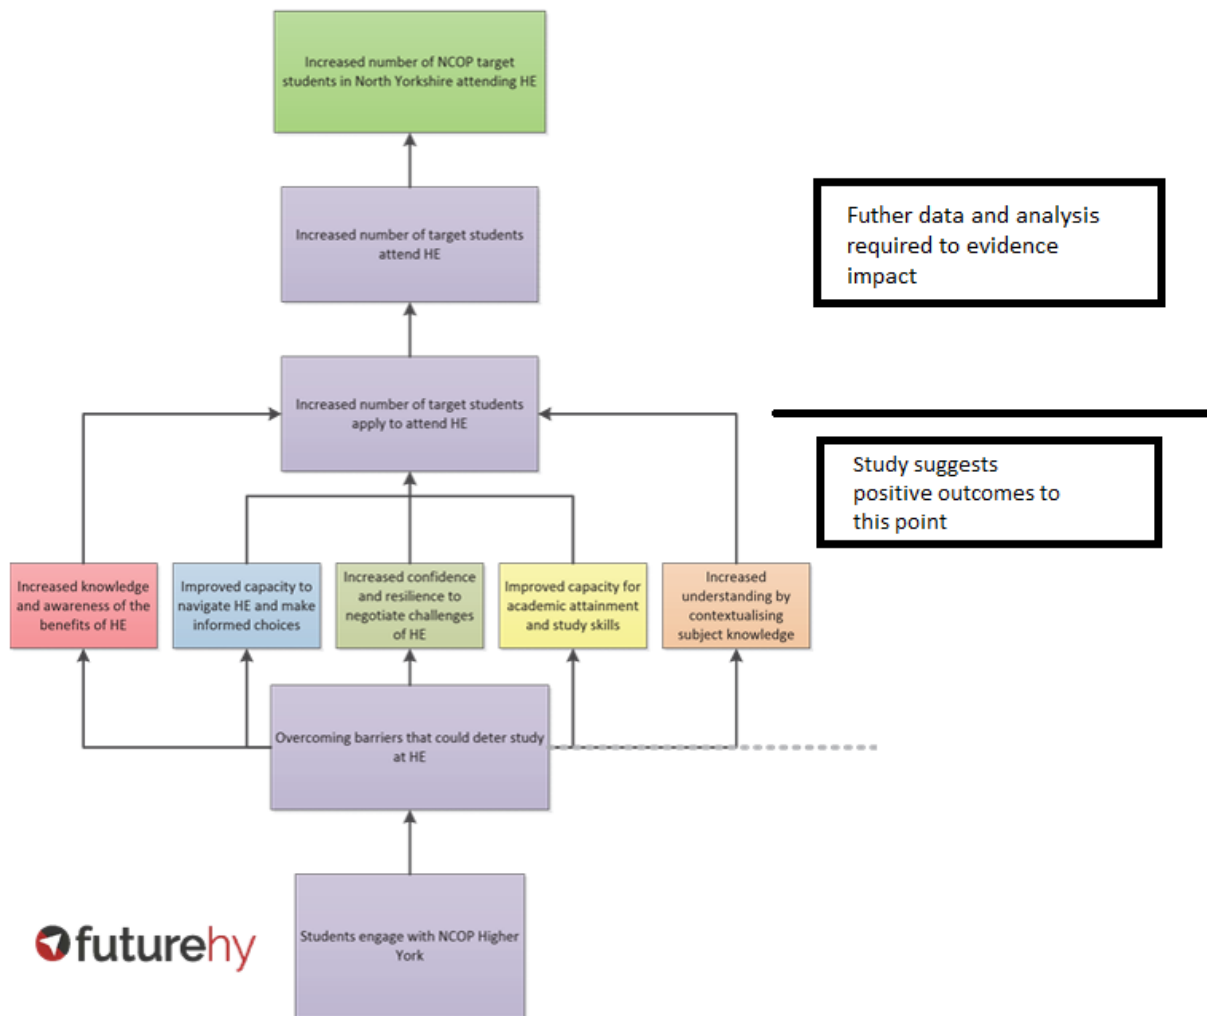 Increased number of NCOP target
students in North Yorkshire attending HE
Increased number of target students
attend HE
Futher data and analysis
required to evidence
impact
Increased number of target students
apply to attend HE
Study suggests
positive outcomes to
this point
Increased knowledge
and awareness of the
benefits of HE
Improved capacity to
navigate HE and make
informed choices
Increased confidence
and resilience to
negotiate challenges
of HE
Improved capacity for
academic attainment
and study skills
Increased
understanding by
contextualising
subject knowledge
Overcoming barriers that could deter study
at HE
Students engage with NCOP Higher
York
futurehy